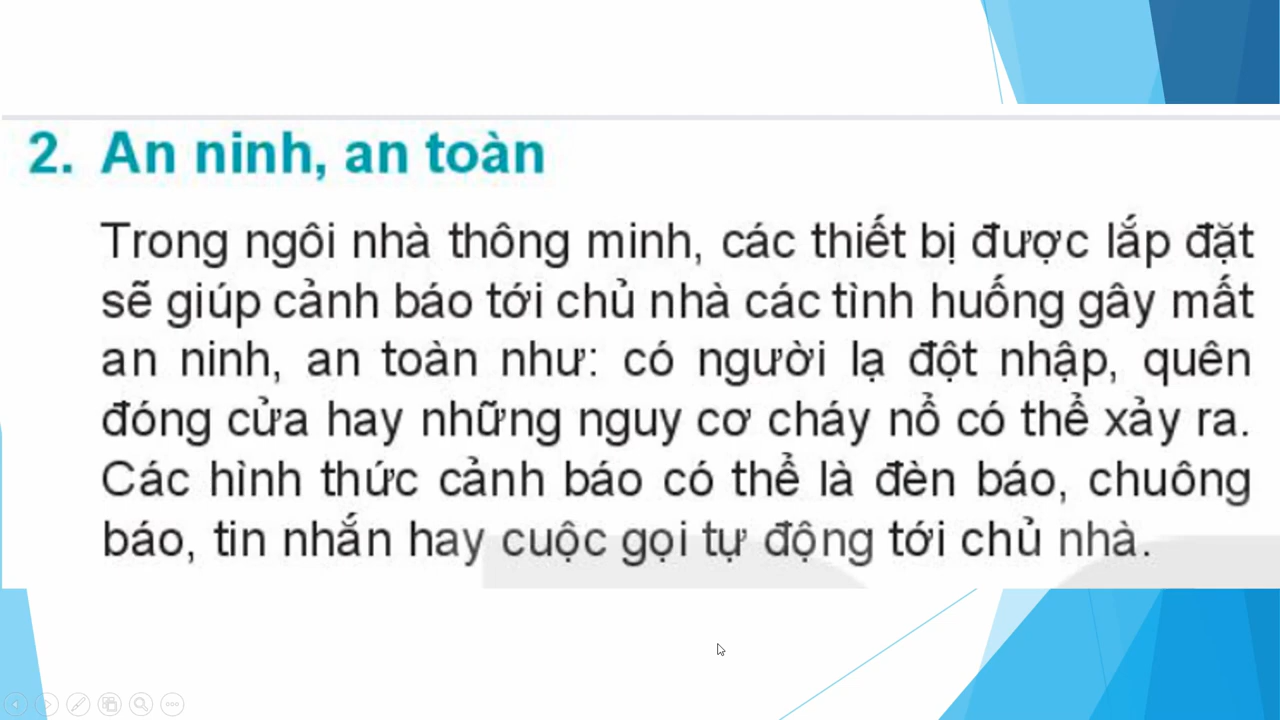 2. An ninh, an toàn
Trong ngôi nhà thông minh, các thiết bị được lắp đặt
sẽ giúp cảnh báo tới chủ nhà các tình huống gây mất
an ninh, an toàn như: có người lạ đột nhập, quên
đóng cửa hay những nguy cơ cháy nổ có thể xảy ra.
Các hình thức cảnh báo có thể là đèn báo, chuông
báo, tin nhắn hay cuộc gọi tự động tới chủ nhà.